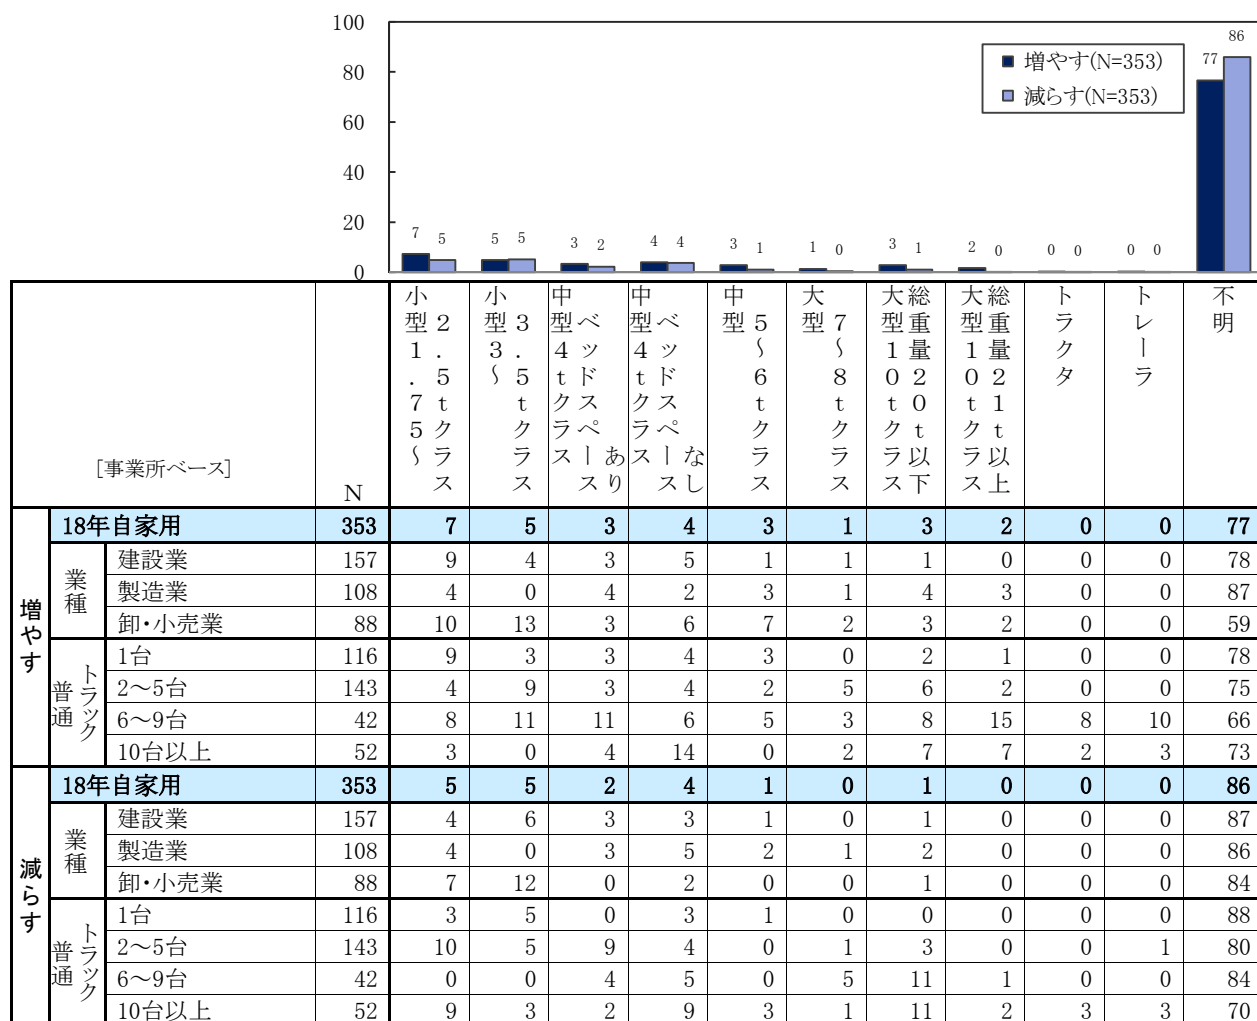 100
80
60
40
20
0
7 5 5 5 3 2 4 4 3 1 1 0 3 1 2 0 0 0 0 0 77 86
増やす(N=353)
減らす(N=353)
[事業所ベース]
N
小型1.75～
2.5tクラス
小型3～
3.5tクラス
中型4tクラス
ベッドスペース
あり
中型4tクラス
ベッドスペース
なし
中型
5～6tクラス
大型
7～8tクラス
大型10tクラス
総重量20t以下
大型10tクラス
総重量21t以上
トラクタ
トレーラ
不明
増やす
18年自家用 353 7 5 3 4 3 1 3 2 0 0 77
業種
建設業 157 9 4 3 5 1 1 1 0 0 0 78
製造業 108 4 0 4 2 3 1 4 3 0 0 87
卸・小売業 88 10 13 3 6 7 2 3 2 0 0 59
普通
トラック
1台 116 9 3 3 4 3 0 2 1 0 0 78
2～5台 143 4 9 3 4 2 5 6 2 0 0 75
6～9台 42 8 11 11 6 5 3 8 15 8 10 66
10台以上 52 3 0 4 14 0 2 7 7 2 3 73
減らす
18年自家用 353 5 5 2 4 1 0 1 0 0 0 86
業種
建設業 157 4 6 3 3 1 0 1 0 0 0 87
製造業 108 4 0 3 5 2 1 2 0 0 0 86
卸・小売業 88 7 12 0 2 0 0 1 0 0 0 84
普通
トラック
1台 116 3 5 0 3 1 0 0 0 0 0 88
2～5台 143 10 5 9 4 0 1 3 0 0 1 80
6～9台 42 0 0 4 5 0 5 11 1 0 0 84
10台以上 52 9 3 2 9 3 1 11 2 3 3 70